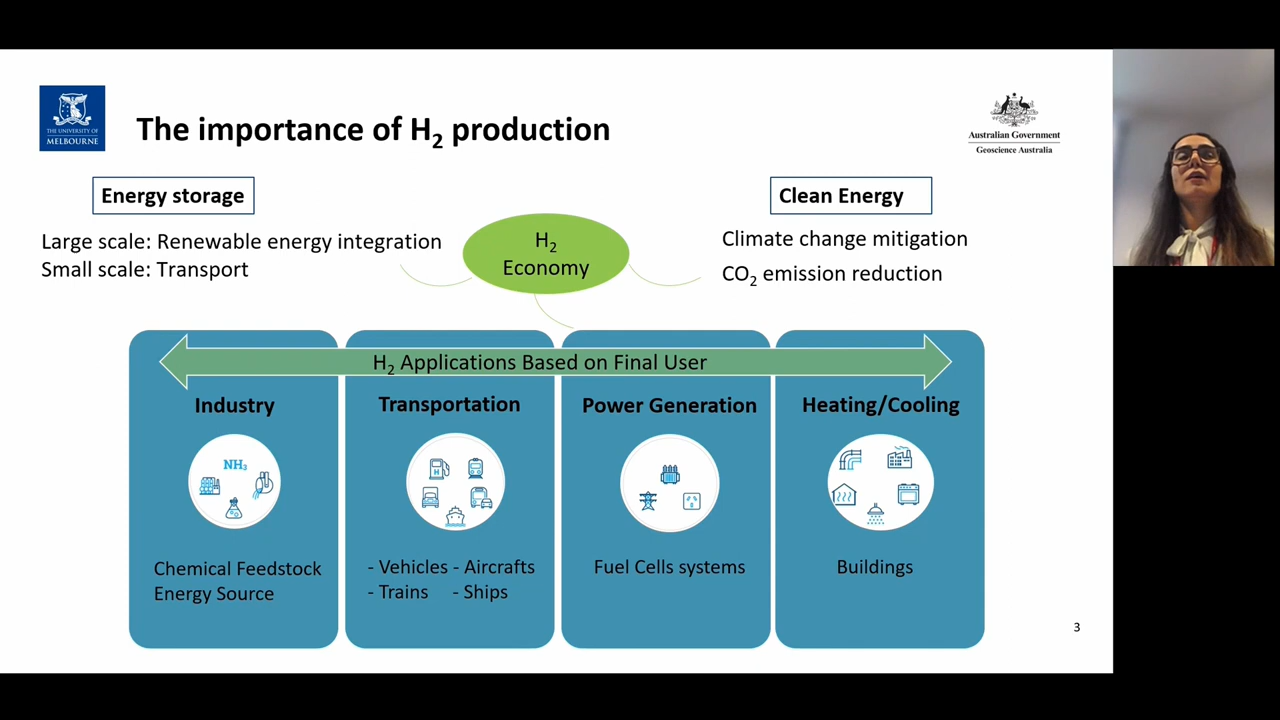 THE UNIVERSITY OF
MELBOURNE
The importance of H₂ production
Australian Government
Geoscience Australia
Energy storage
Clean Energy
Large scale: Renewable energy integration
Small scale: Transport
H₂
Economy
Climate change mitigation
CO₂ emission reduction
H₂ Applications Based on Final User
Industry
Transportation
Power Generation
Heating/Cooling
NH₃
H
Chemical Feedstock
Energy Source
- Vehicles - Aircrafts
- Trains - Ships
Fuel Cells systems
Buildings
3